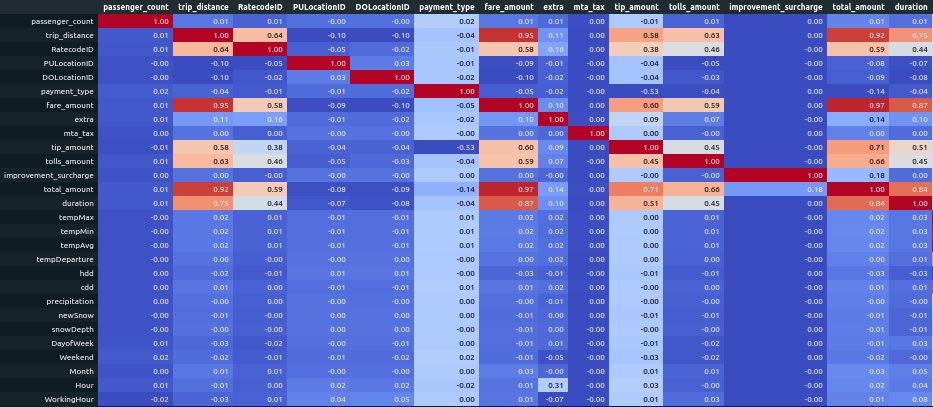 passenger_count trip_distance RatecodeID PULocationID DOLocationID payment_type fare_amount extra mta_tax tip_amount tolls_amount improvement_surcharge total_amount duration
passenger_count 1.00 0.01 0.01 -0.00 -0.00 0.02 0.01 0.01 -0.00 -0.01 0.01 -0.00 0.01 0.01
trip_distance 0.01 1.00 0.64 -0.10 -0.10 -0.04 0.95 0.11 0.00 0.58 0.63 0.00 0.92 0.75
RatecodeID 0.01 0.64 1.00 -0.05 -0.02 -0.01 0.58 0.16 0.00 0.38 0.46 0.00 0.59 0.44
PULocationID -0.00 -0.10 -0.05 1.00 0.03 -0.01 -0.09 -0.01 0.00 -0.04 -0.05 0.00 -0.08 -0.07
DOLocationID -0.00 -0.10 -0.02 0.03 1.00 -0.02 -0.10 -0.02 0.00 -0.04 -0.03 -0.00 -0.09 -0.08
payment_type 0.02 -0.04 -0.01 -0.01 -0.02 1.00 -0.05 -0.02 -0.00 -0.53 -0.04 -0.00 -0.14 -0.04
fare_amount 0.01 0.95 0.58 -0.09 -0.10 -0.05 1.00 0.10 0.00 0.60 0.59 0.00 0.97 0.87
extra 0.01 0.11 0.16 -0.01 -0.02 -0.02 0.10 1.00 0.00 0.09 0.07 0.00 0.14 0.10
mta_tax -0.00 0.00 0.00 0.00 0.00 -0.00 0.00 0.00 1.00 0.00 -0.00 -0.00 0.00 0.00
tip_amount -0.01 0.58 0.38 -0.04 -0.04 -0.53 0.60 0.09 0.00 1.00 0.45 0.00 0.71 0.51
tolls_amount 0.01 0.63 0.46 -0.05 -0.03 -0.04 0.59 0.07 -0.00 0.45 1.00 0.00 0.66 0.45
improvement_surcharge -0.00 0.00 0.00 0.00 -0.00 -0.00 0.00 0.00 -0.00 0.00 0.00 1.00 0.18 0.00
total_amount 0.01 0.92 0.59 -0.08 -0.09 -0.14 0.97 0.14 0.00 0.71 0.66 0.18 1.00 0.84
duration 0.01 0.75 0.44 -0.07 -0.08 -0.04 0.87 0.10 0.00 0.51 0.45 0.00 0.84 1.00
tempMax -0.00 0.02 0.01 -0.01 -0.01 0.01 0.02 0.01 -0.00 0.00 0.01 -0.00 0.02 0.03
tempMin -0.00 0.02 0.01 -0.01 -0.01 0.01 0.02 0.01 -0.00 0.00 0.01 -0.00 0.02 0.03
tempAvg -0.00 0.02 0.01 -0.01 -0.01 0.01 0.02 0.01 -0.00 0.00 0.01 -0.00 0.02 0.03
tempDeparture -0.00 0.00 0.00 -0.00 -0.00 0.00 0.00 0.00 -0.00 0.00 0.00 -0.00 0.00 0.01
hdd 0.00 -0.02 -0.01 0.01 0.01 -0.00 -0.03 -0.01 0.00 -0.00 -0.01 0.00 -0.03 -0.03
cdd 0.00 0.01 0.01 -0.00 -0.00 0.01 0.01 0.00 -0.00 0.00 0.01 -0.00 0.01 0.02
precipitation -0.00 -0.00 -0.00 0.00 0.00 -0.00 -0.00 -0.00 -0.00 -0.00 -0.00 0.00 -0.00 -0.00
newSnow 0.00 -0.01 -0.00 0.00 0.00 -0.00 -0.01 -0.00 0.00 -0.00 -0.00 0.00 -0.01 -0.01
snowDepth 0.00 -0.01 -0.00 0.00 0.00 0.00 -0.01 0.00 0.00 -0.00 -0.01 0.00 -0.01 -0.01
DayofWeek 0.01 -0.03 -0.02 -0.00 -0.00 0.01 -0.02 0.01 0.00 -0.03 -0.01 0.00 -0.02 -0.00
Weekend 0.02 -0.02 -0.01 -0.01 -0.02 0.02 -0.01 -0.05 -0.00 -0.03 -0.02 -0.00 -0.02 -0.02
Month 0.00 0.02 0.01 -0.01 -0.00 0.00 0.03 -0.00 -0.00 0.01 0.01 -0.00 0.03 0.05
Hour 0.01 -0.01 -0.00 0.02 0.02 -0.02 0.01 0.31 -0.00 0.03 -0.00 -0.00 0.02 0.04
WorkingHour -0.02 -0.03 0.01 0.04 0.05 0.00 0.01 -0.07 -0.00 0.01 0.03 -0.00 0.01 0.08